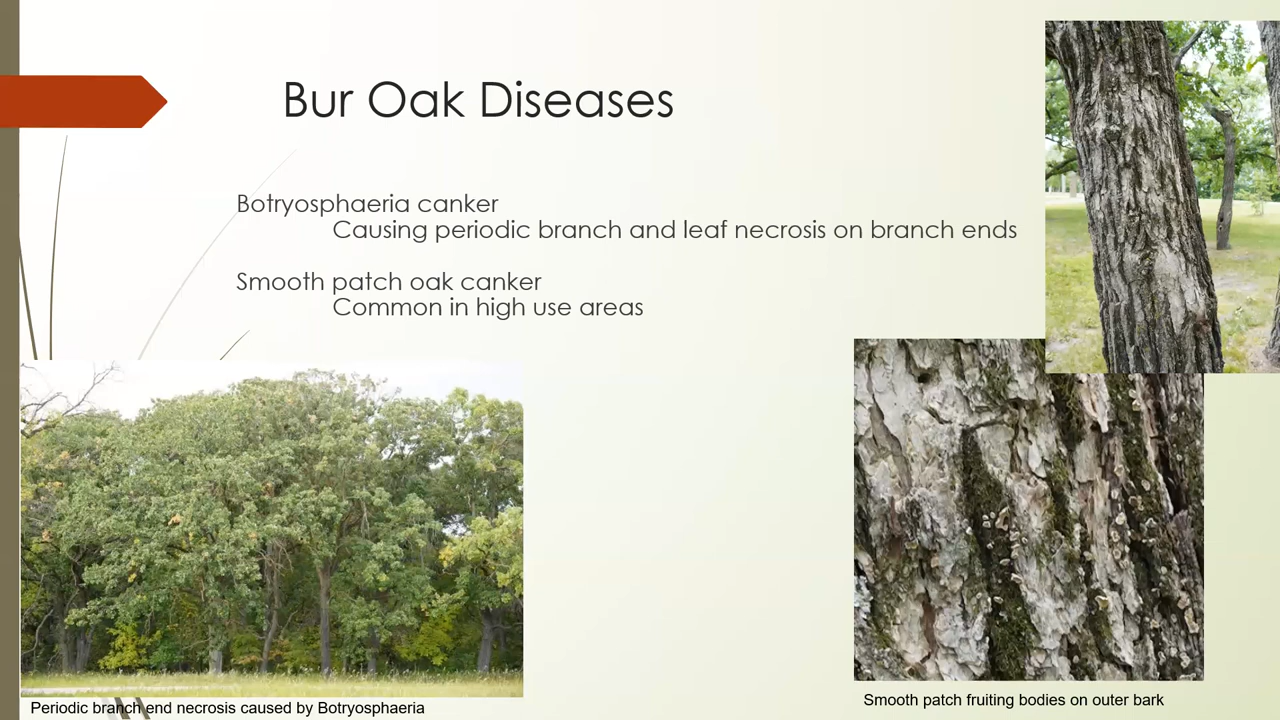 Bur Oak Diseases
Botryosphaeria canker
Causing periodic branch and leaf necrosis on branch ends
Smooth patch oak canker
Common in high use areas
Periodic branch end necrosis caused by Botryosphaeria
Smooth patch fruiting bodies on outer bark